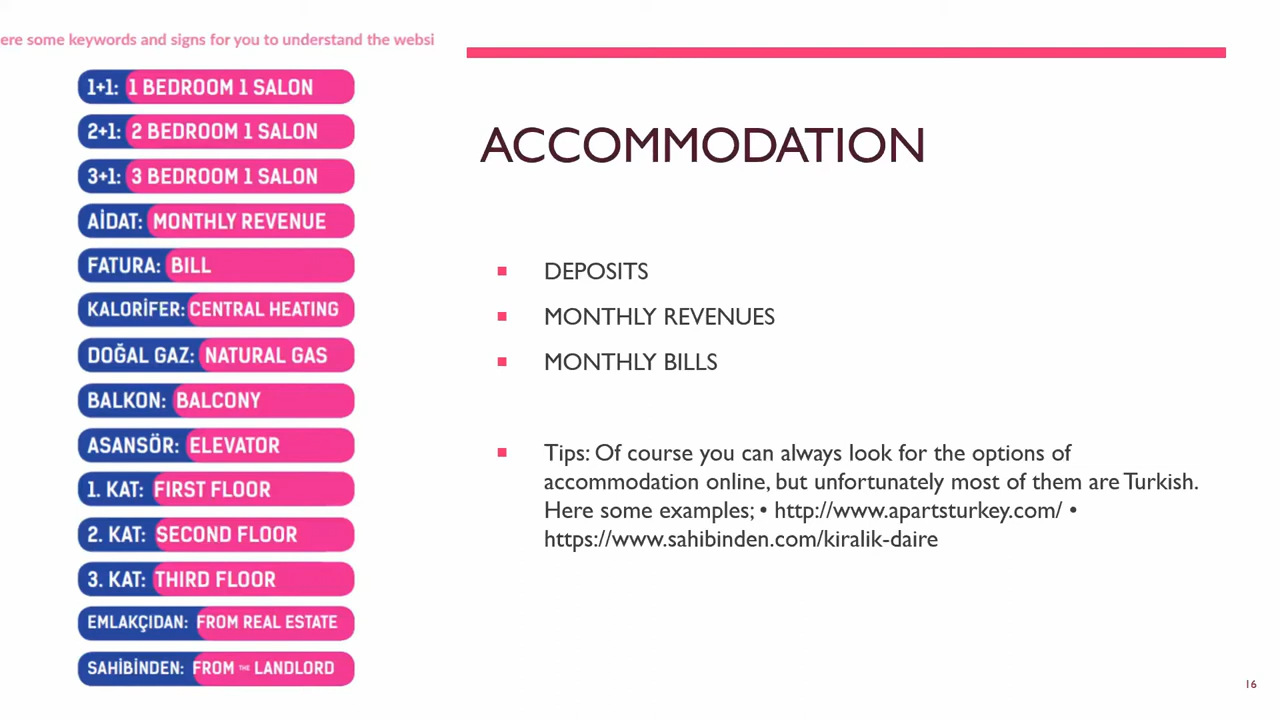 ere some keywords and signs for you to understand the websi
1+1: 1 BEDROOM 1 SALON
2+1: 2 BEDROOM 1 SALON
3+1: 3 BEDROOM 1 SALON
AİDAT: MONTHLY REVENUE
FATURA: BILL
KALORİFER: CENTRAL HEATING
DOĞAL GAZ: NATURAL GAS
BALKON: BALCONY
ASANSÖR: ELEVATOR
1. KAT: FIRST FLOOR
2. KAT: SECOND FLOOR
3. KAT: THIRD FLOOR
EMLAKÇIDAN: FROM REAL ESTATE
SAHİBİNDEN: FROM THE LANDLORD
ACCOMMODATION
DEPOSITS
MONTHLY REVENUES
MONTHLY BILLS
Tips: Of course you can always look for the options of
accommodation online, but unfortunately most of them are Turkish.
Here some examples; • http://www.apartsturkey.com/ •
https://www.sahibinden.com/kiralik-daire
16